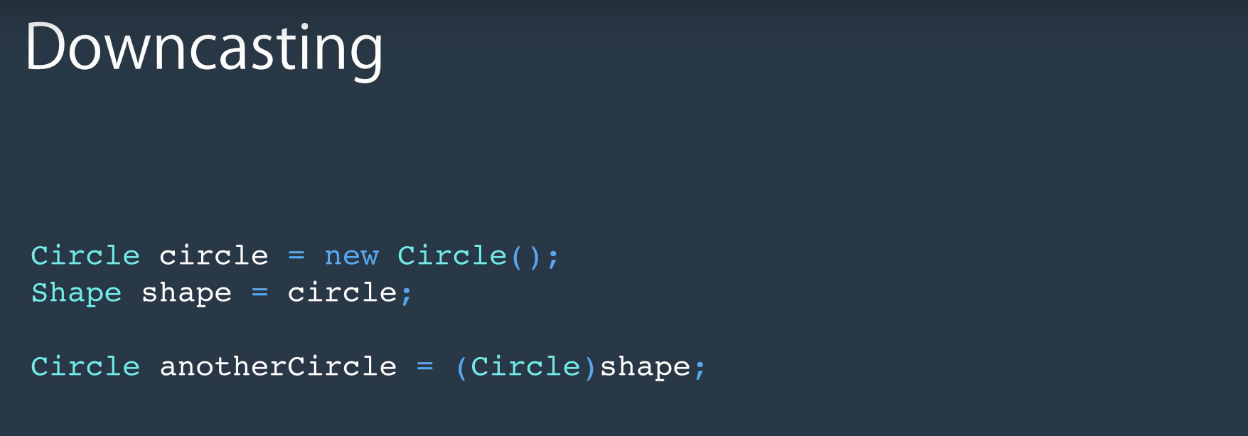 Downcasting
Circle circle = new Circle();
Shape shape = circle;
Circle anotherCircle = (Circle)shape;